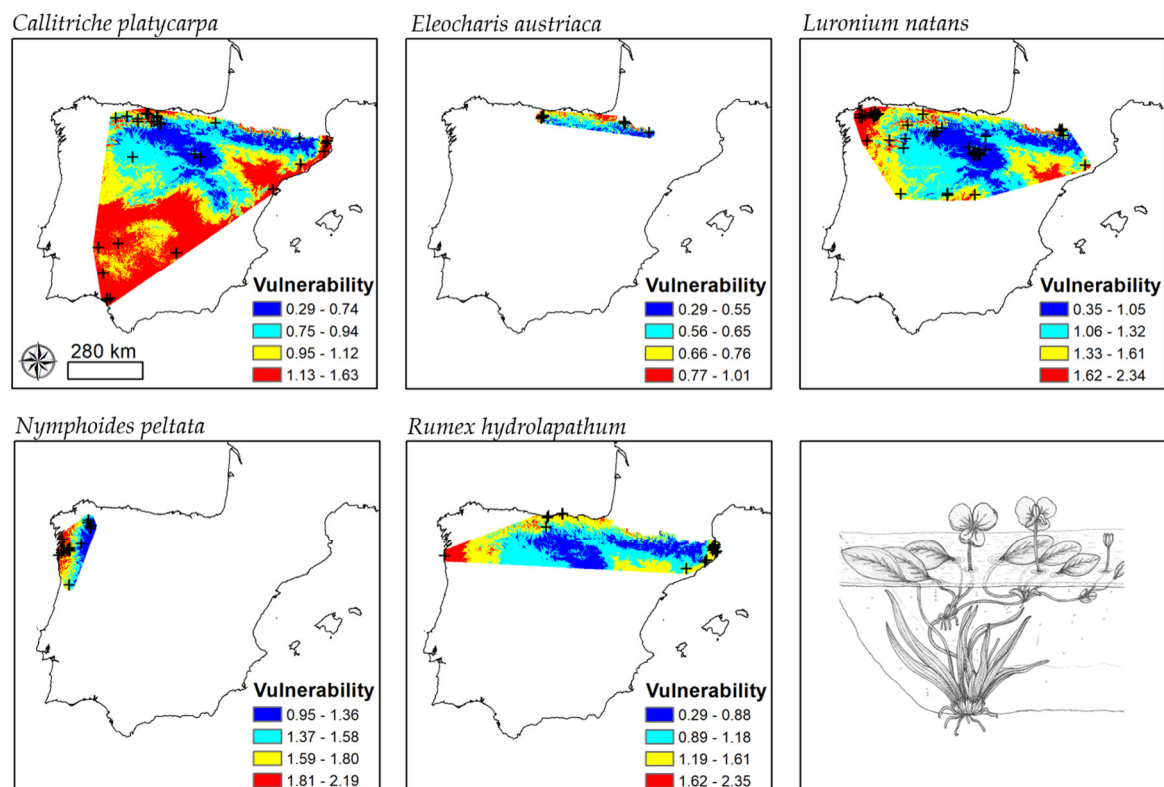 Callitriche platycarpa
Eleocharis austriaca
Luronium natans
Vulnerability
0.29 - 0.74
0.75 - 0.94
0.95 - 1.12
1.13 - 1.63
280 km
Vulnerability
0.29 - 0.55
0.56 - 0.65
0.66 - 0.76
0.77 - 1.01
Vulnerability
0.35 - 1.05
1.06 - 1.32
1.33 - 1.61
1.62 - 2.34
Nymphoides peltata
Rumex hydrolapathum
Vulnerability
0.95 - 1.36
1.37 - 1.58
1.59 - 1.80
1.81 - 2.19
Vulnerability
0.29 - 0.88
0.89 - 1.18
1.19 - 1.61
1.62 - 2.35